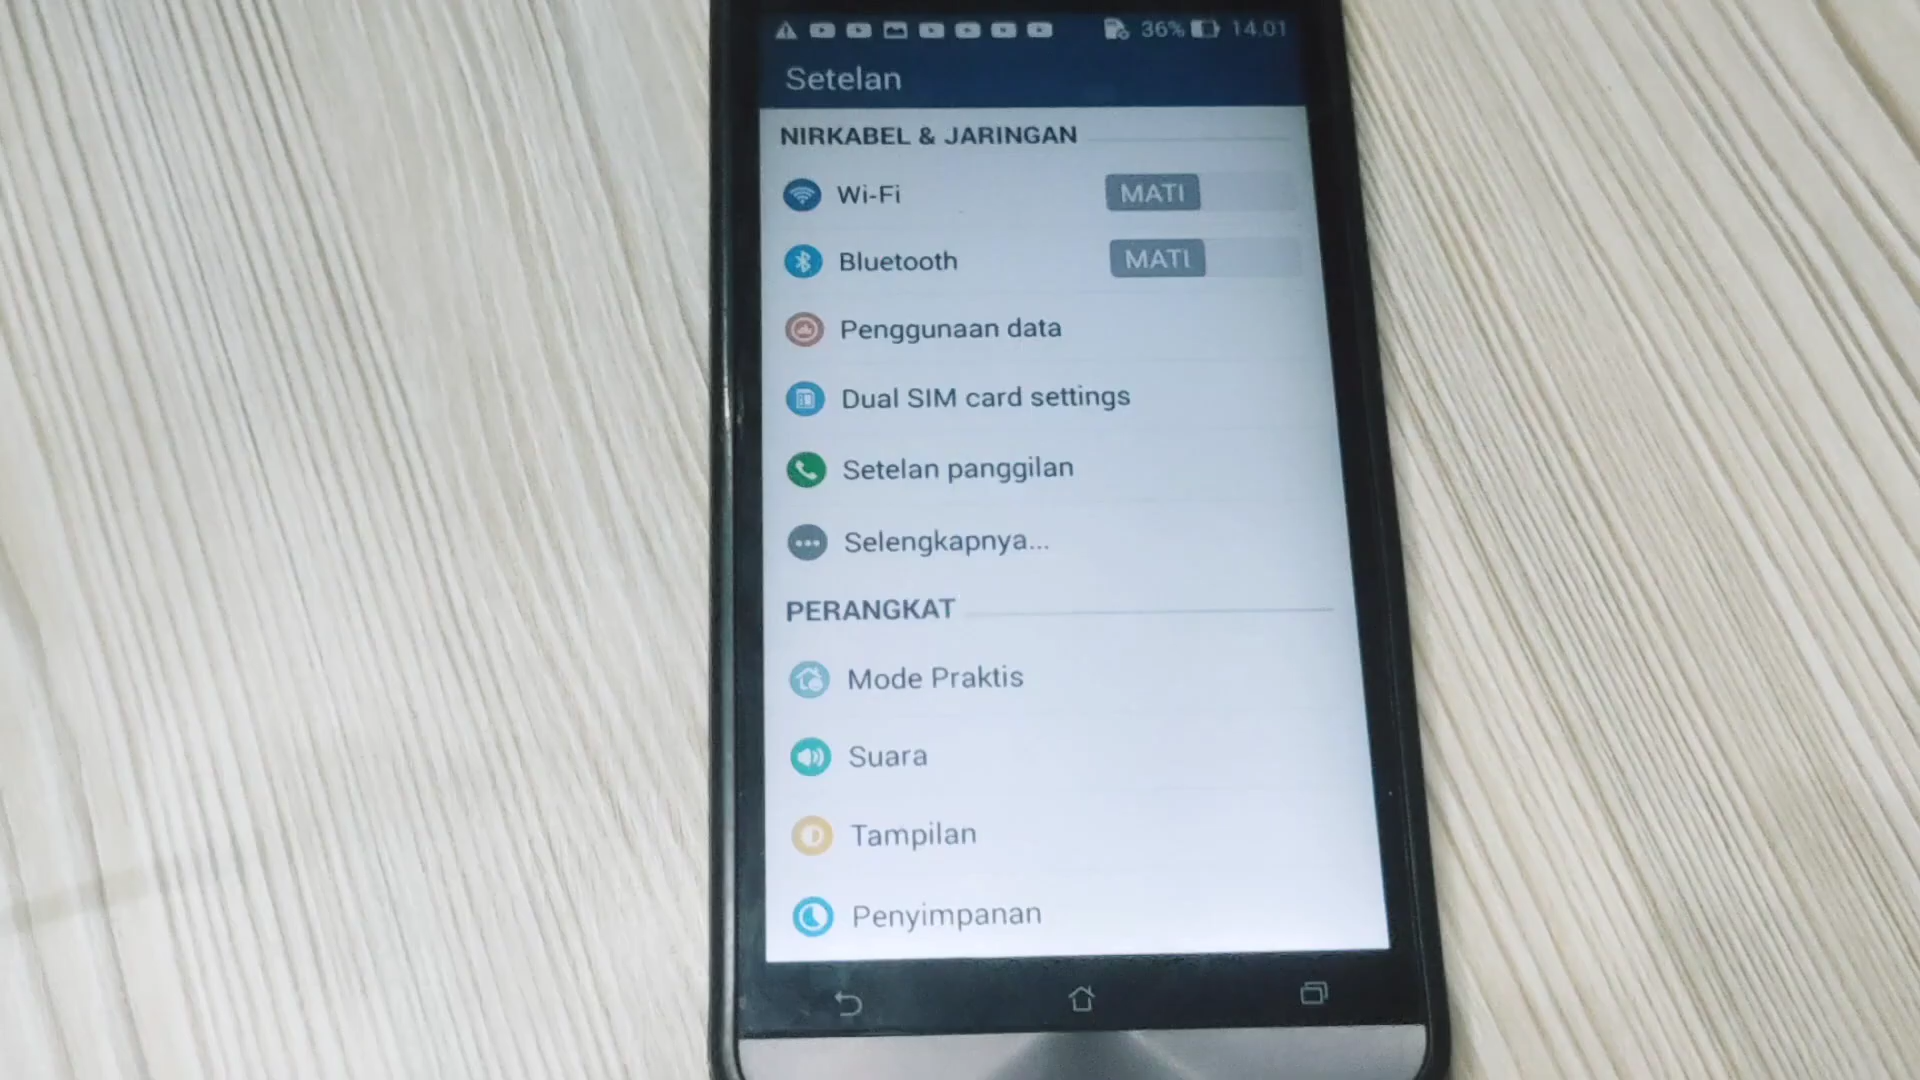 36% 14.01
Setelan
NIRKABEL & JARINGAN
Wi-Fi MATI
Bluetooth MATI
Penggunaan data
Dual SIM card settings
Setelan panggilan
Selengkapnya...
PERANGKAT
Mode Praktis
Suara
Tampilan
Penyimpanan